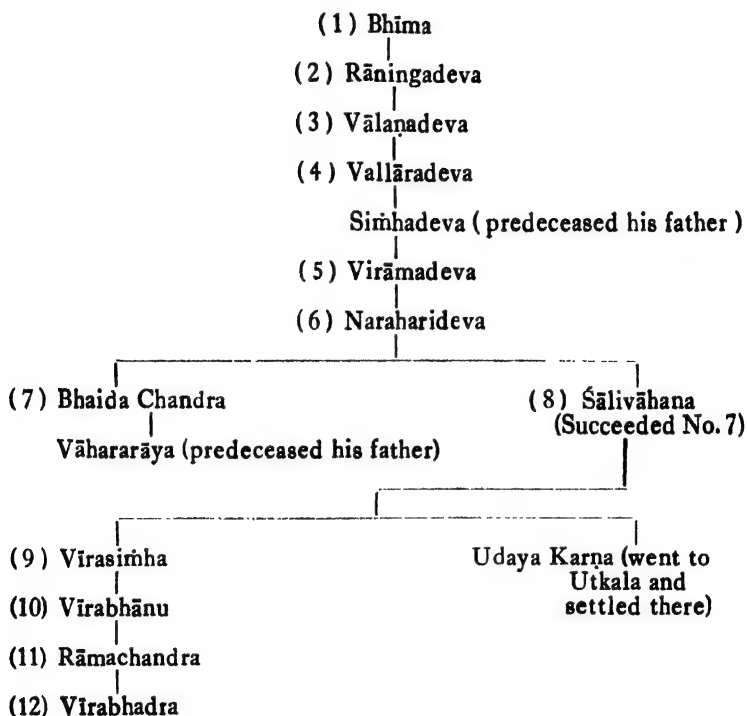 (1) Bhīma
(2) Rāningadeva
(3) Vālaṇadeva
(4) Vallāradeva
Siṁhadeva (predeceased his father)
(5) Virāmadeva
(6) Naraharideva
(7) Bhaida Chandra
(8) Śālivāhana
(Succeeded No. 7)
Vāhararāya (predeceased his father)
(9) Vīrasiṁha
Udaya Karṇa (went to
Utkala and
settled there)
(10) Vīrabhānu
(11) Rāmachandra
(12) Vīrabhadra